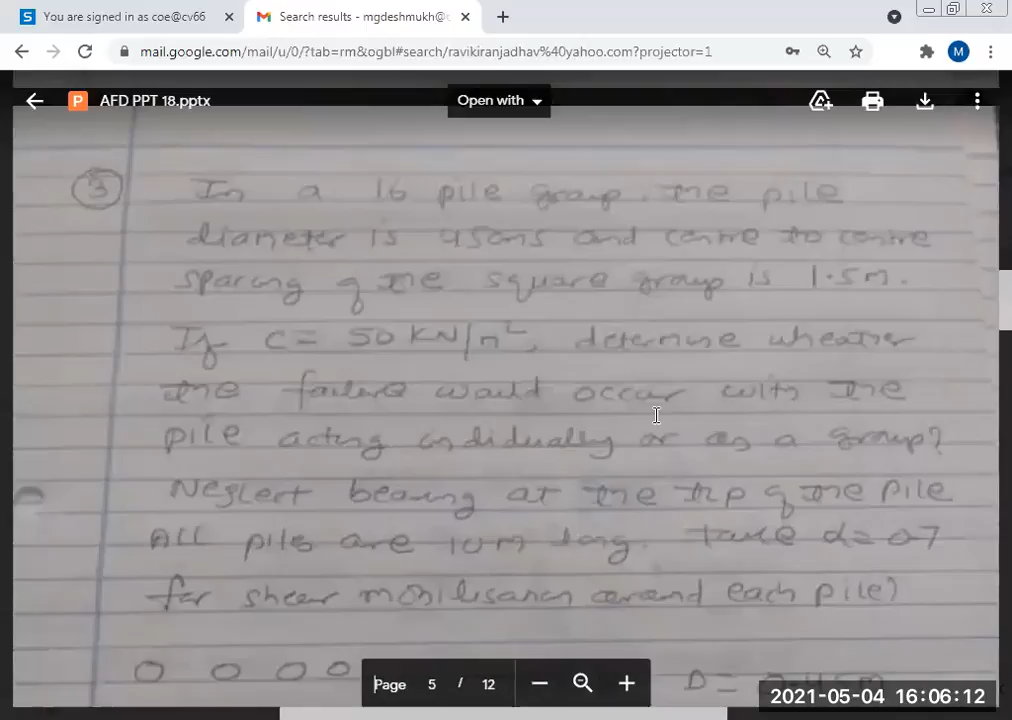 You are signed in as coe@cv66
Search results - mgdeshmukh@c
mail.google.com/mail/u/0/?tab=rm&ogbl#search/ravikiranjadhav%40yahoo.com?projector=1
M
P AFD PPT 18.pptx
Open with
3 In a 16 pile group. The pile
diameter is 45cms and centre to centre
spacing of the square group is 1.5m.
If c = 50 KN/m², determine wheather
the failure would occur with the
pile acting individually or as a group?
Neglect bearing at the tip of the pile
All piles are 10m long. Take α = 0.7
for shear mobilisation around each pile?
O O O O
D = 0.45m
Page 5 / 12
2021-05-04 16:06:12